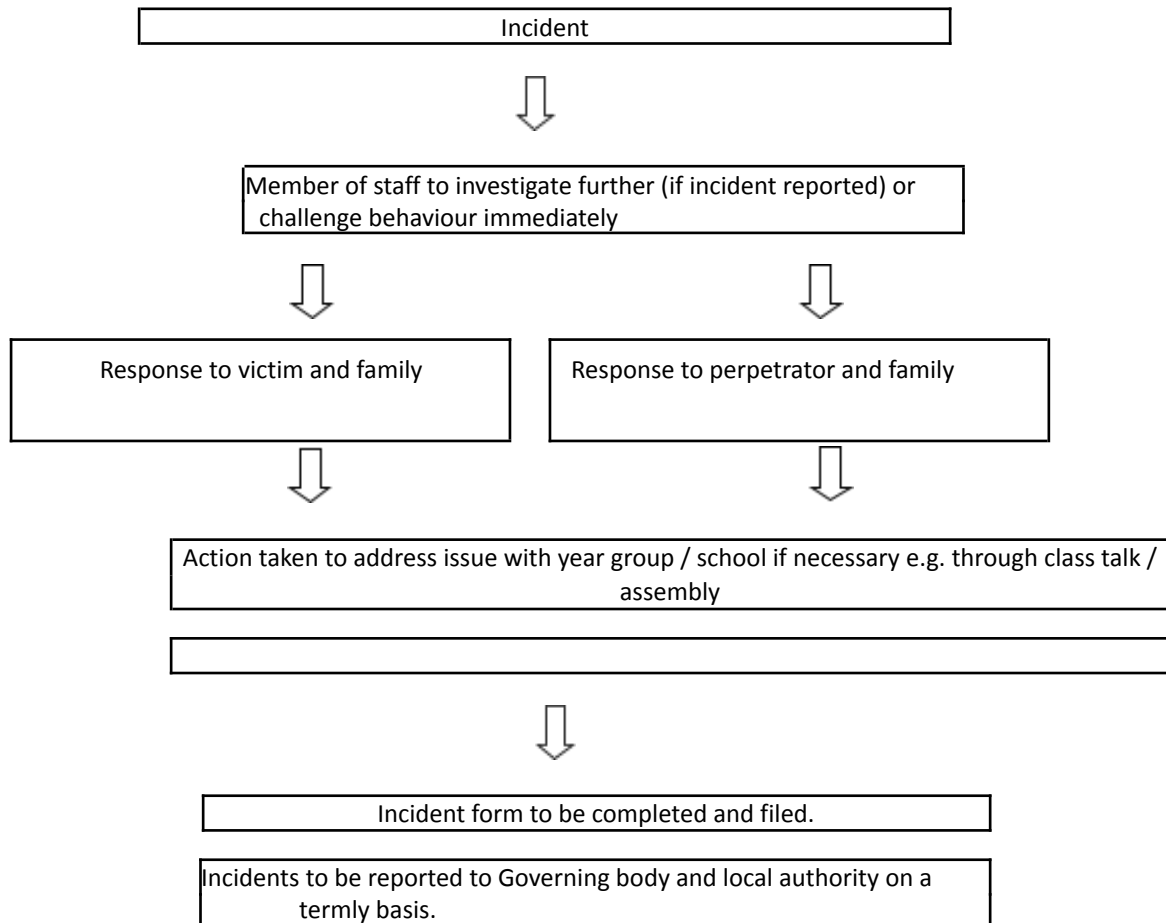 Incident
Member of staff to investigate further (if incident reported) or
challenge behaviour immediately
Response to victim and family
Response to perpetrator and family
Action taken to address issue with year group / school if necessary e.g. through class talk /
assembly
Incident form to be completed and filed.
Incidents to be reported to Governing body and local authority on a
termly basis.